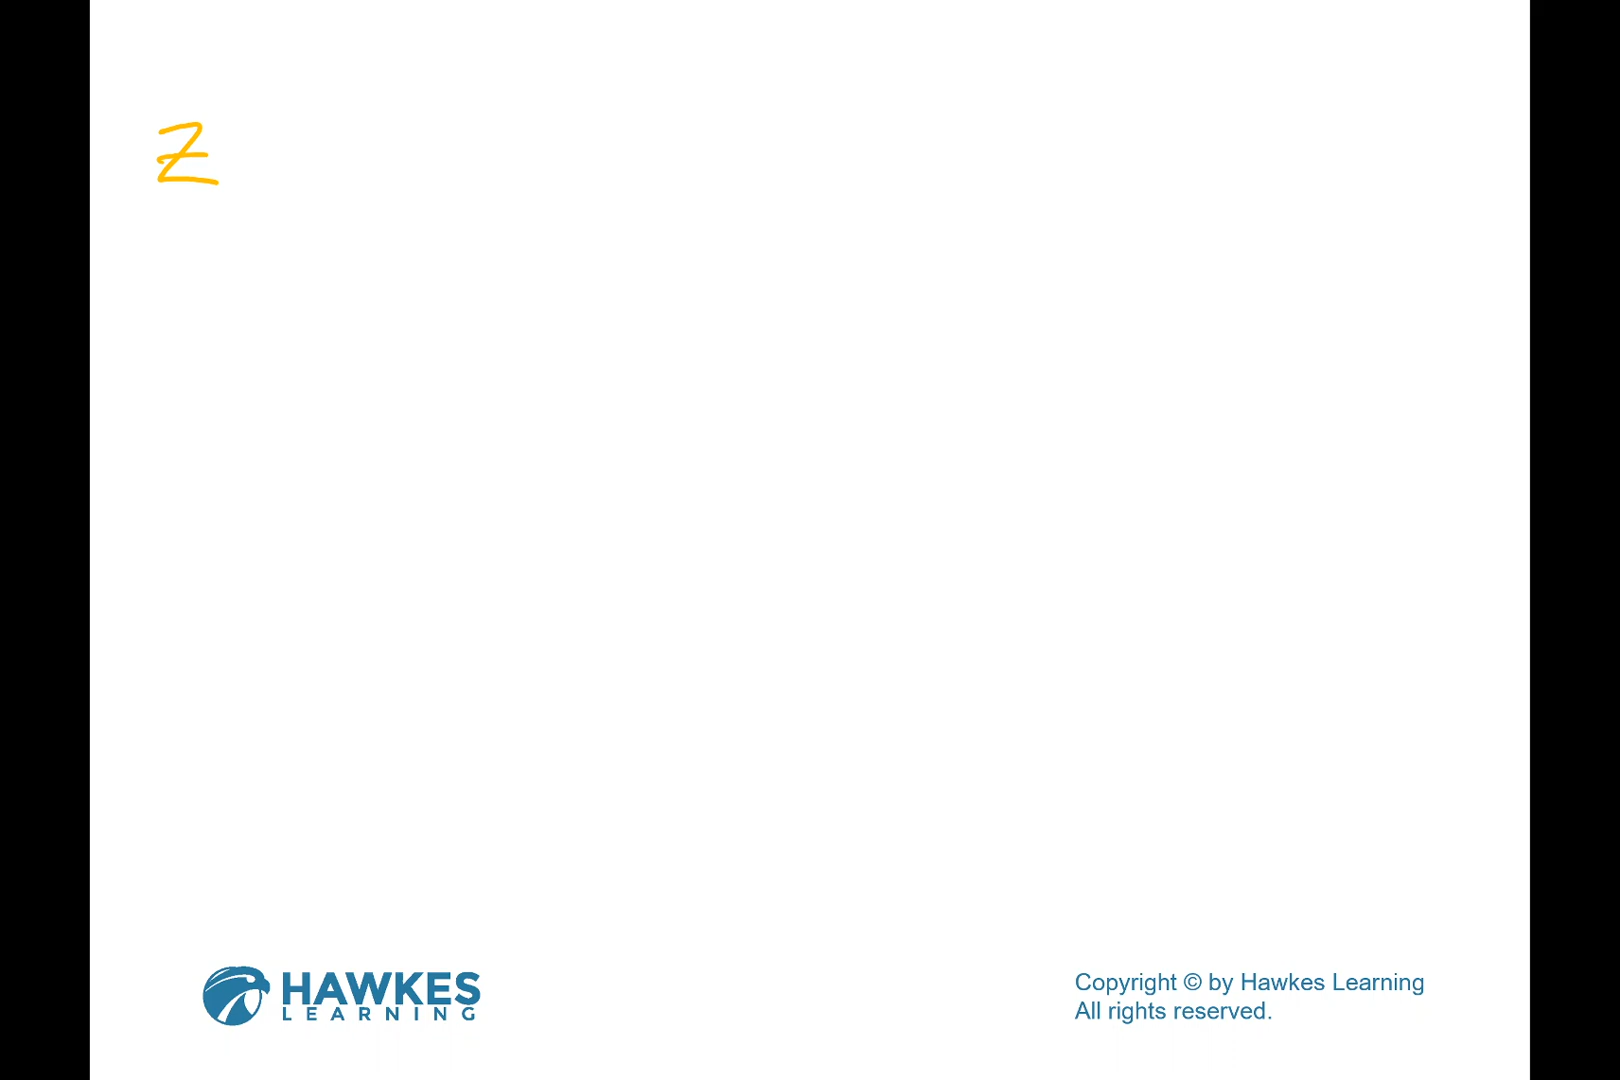 Z
HAWKES
LEARNING
Copyright © by Hawkes Learning
All rights reserved.